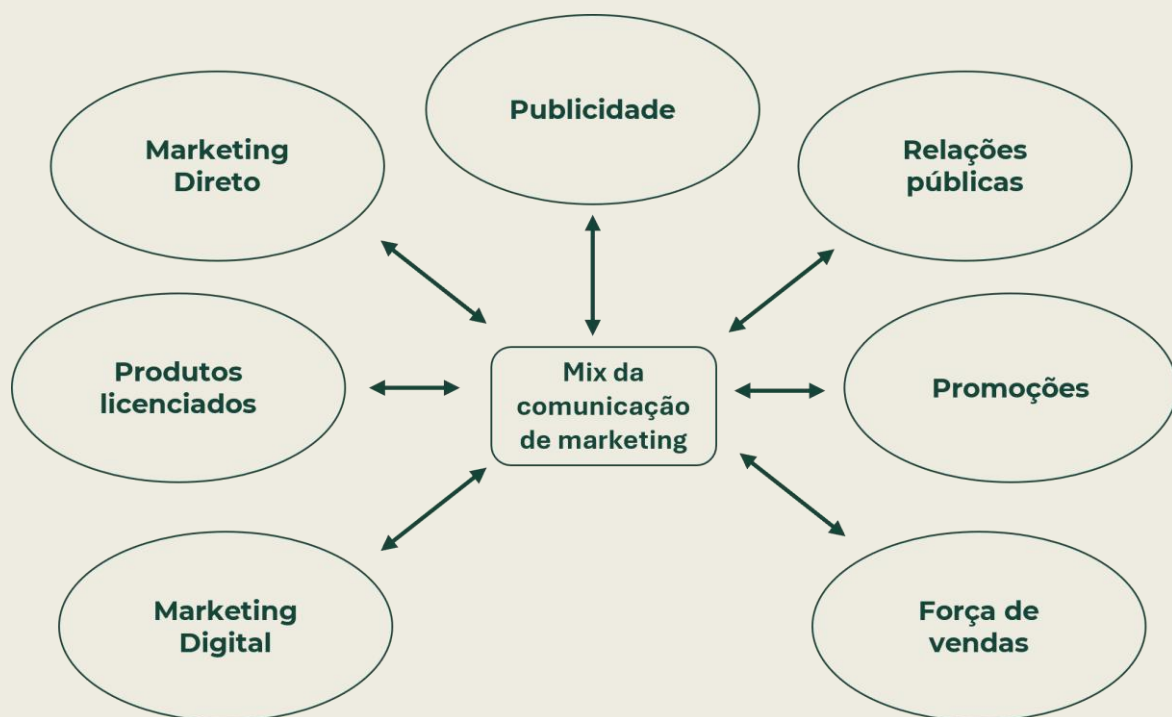 Publicidade
Marketing
Direto
Relações
públicas
Produtos
licenciados
Mix da
comunicação
de marketing
Promoções
Marketing
Digital
Força de
vendas